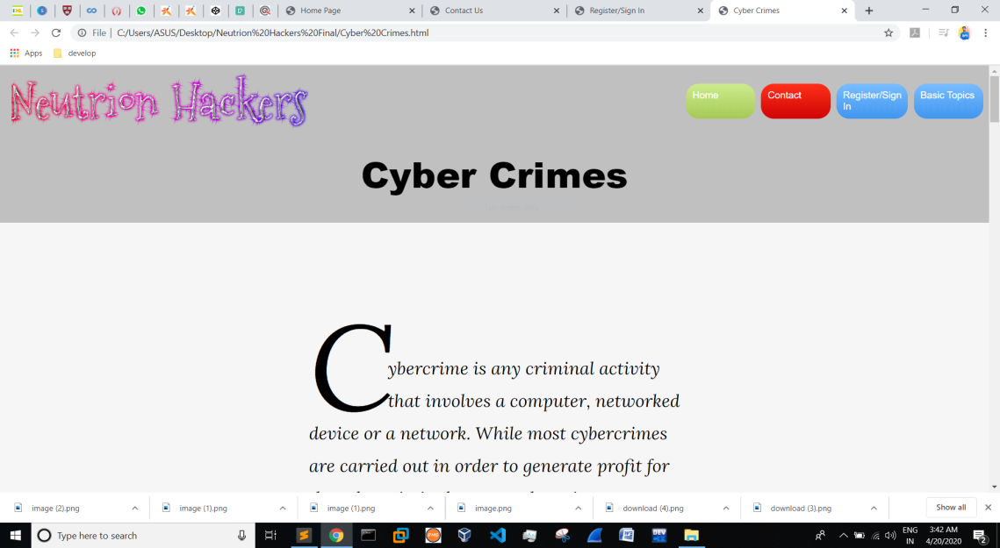 Home Page
Contact Us
Register/Sign In
Cyber Crimes
File | C:/Users/ASUS/Desktop/Neutrion%20Hackers%20Final/Cyber%20Crimes.html
Apps
develop
Neutrion Hackers
Home
Contact
Register/Sign
In
Basic Topics
Cyber Crimes
Cybercrime is any criminal activity
that involves a computer, networked
device or a network. While most cybercrimes
are carried out in order to generate profit for
image (2).png
image (1).png
image (1).png
image.png
download (4).png
download (3).png
Show all
Type here to search
ENG
IN
3:42 AM
4/20/2020
2